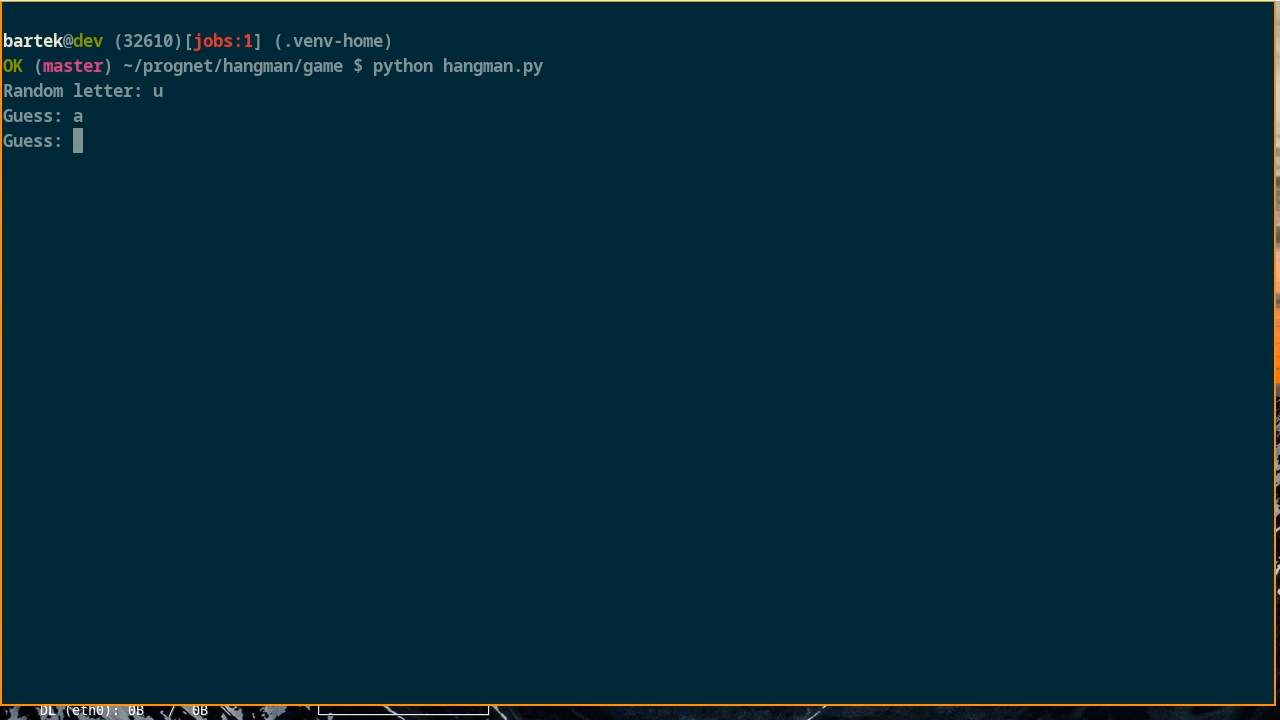 bartek@dev (32610)[jobs:1] (.venv-home)
OK (master) ~/prognet/hangman/game $ python hangman.py
Random letter: u
Guess: a
Guess:
DL (eth0): 0B / 0B